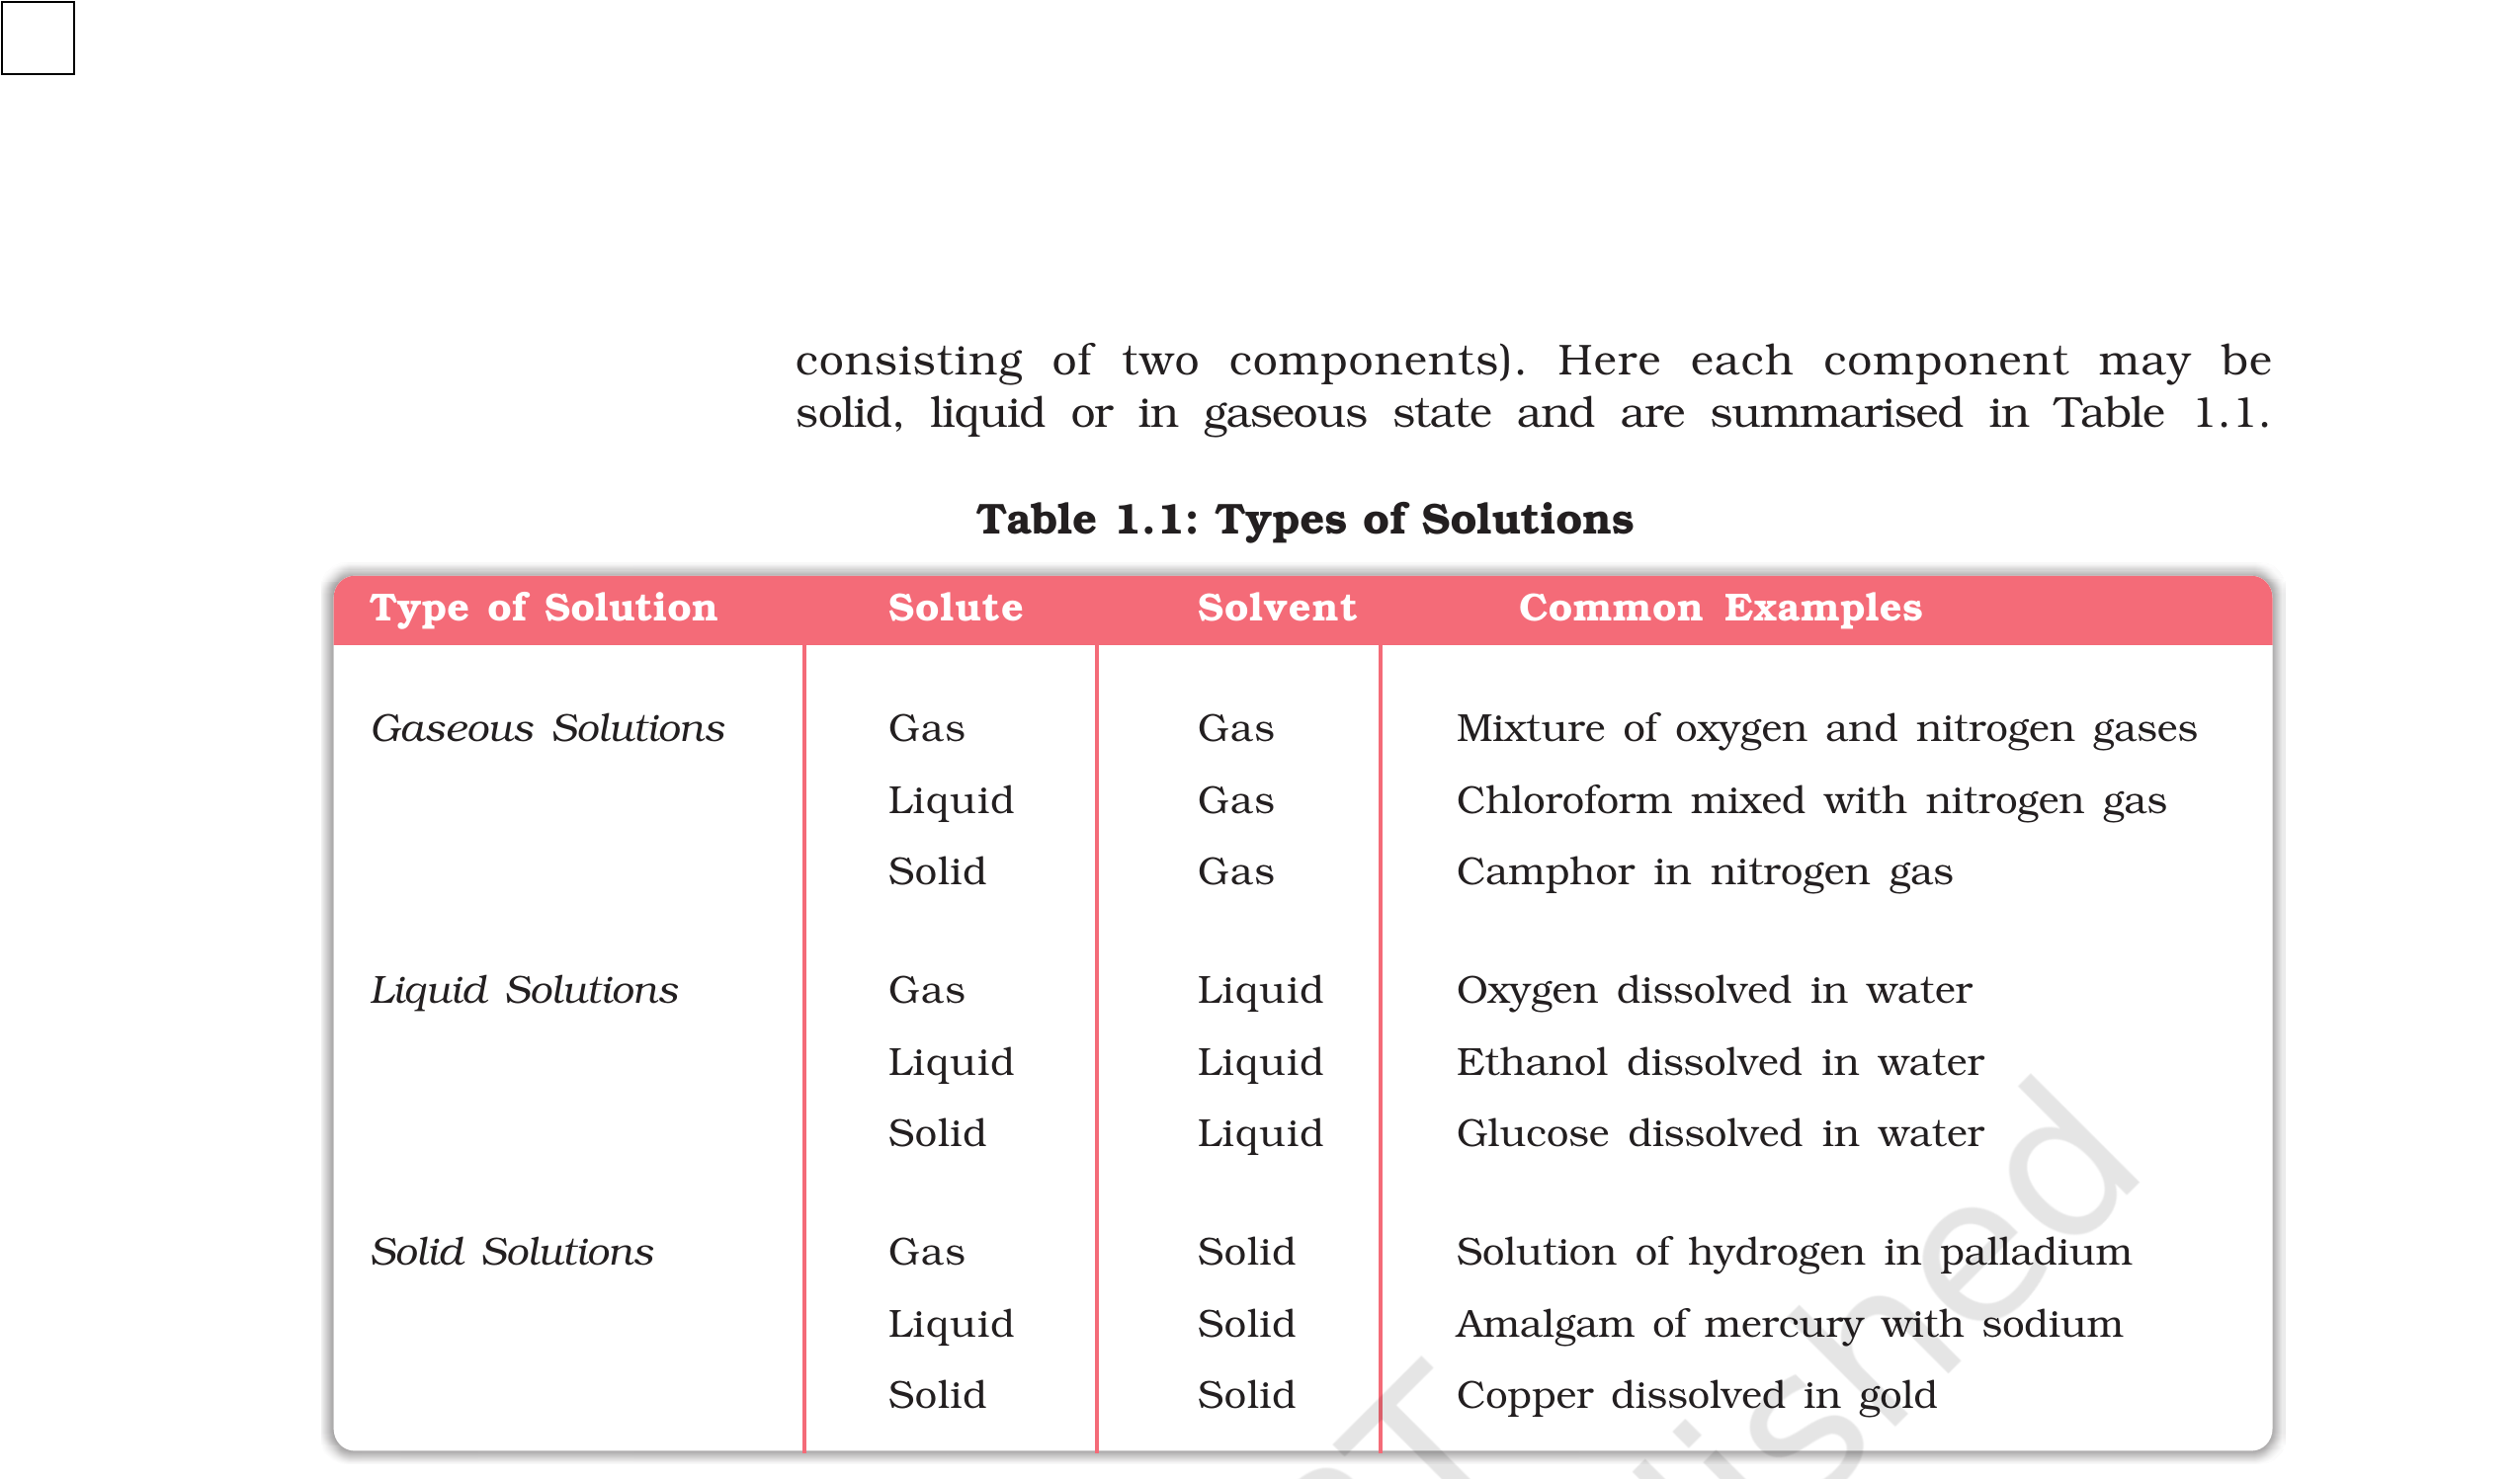 consisting of two components). Here each component may be
solid, liquid or in gaseous state and are summarised in Table 1.1.
Table 1.1: Types of Solutions
Type of Solution Solute Solvent Common Examples
Gaseous Solutions Gas Gas Mixture of oxygen and nitrogen gases
Liquid Gas Chloroform mixed with nitrogen gas
Solid Gas Camphor in nitrogen gas
Liquid Solutions Gas Liquid Oxygen dissolved in water
Liquid Liquid Ethanol dissolved in water
Solid Liquid Glucose dissolved in water
Solid Solutions Gas Solid Solution of hydrogen in palladium
Liquid Solid Amalgam of mercury with sodium
Solid Solid Copper dissolved in gold